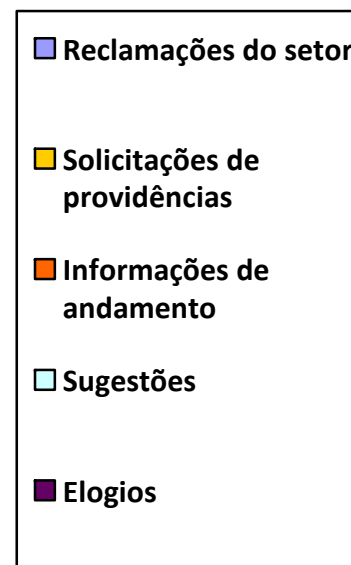 Reclamações do setor
Solicitações de
providências
Informações de
andamento
Sugestões
Elogios